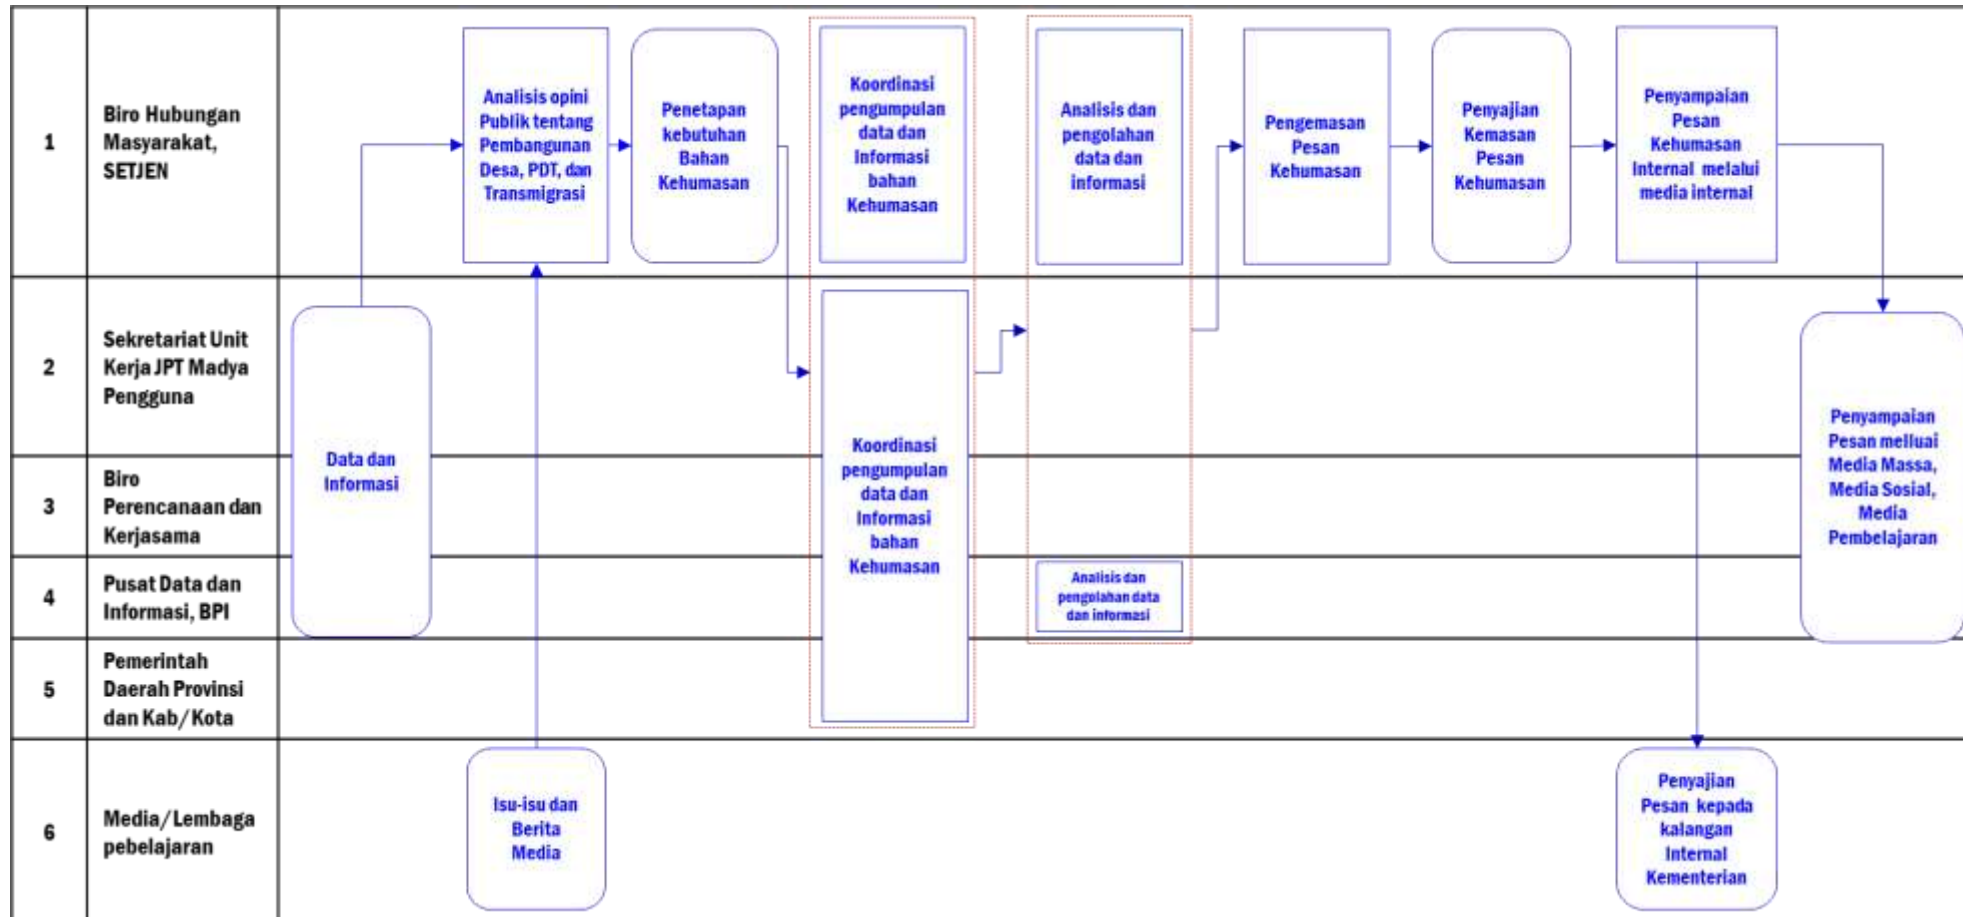 1
Biro Hubungan
Masyarakat,
SETJEN
Analisis opini
Publik tentang
Pembangunan
Desa, PDT, dan
Transmigrasi
Penetapan
kebutuhan
Bahan
Kehumasan
Koordinasi
pengumpulan
data dan
Informasi
bahan
Kehumasan
Analisis dan
pengolahan
data dan
informasi
Pengemasan
Pesan
Kehumasan
Penyajian
Kemasan
Pesan
Kehumasan
Penyampaian
Pesan
Kehumasan
Internal melalui
media internal
2
Sekretariat Unit
Kerja JPT Madya
Pengguna
Data dan
Informasi
Koordinasi
pengumpulan
data dan
Informasi
bahan
Kehumasan
Penyampaian
Pesan melluai
Media Massa,
Media Sosial,
Media
Pembelajaran
3
Biro
Perencanaan dan
Kerjasama
4
Pusat Data dan
Informasi, BPI
Analisis dan
pengolahan data
dan informasi
5
Pemerintah
Daerah Provinsi
dan Kab/Kota
6
Media/Lembaga
pebelajaran
Isu-isu dan
Berita
Media
Penyajian
Pesan kepada
kalangan
Internal
Kementerian